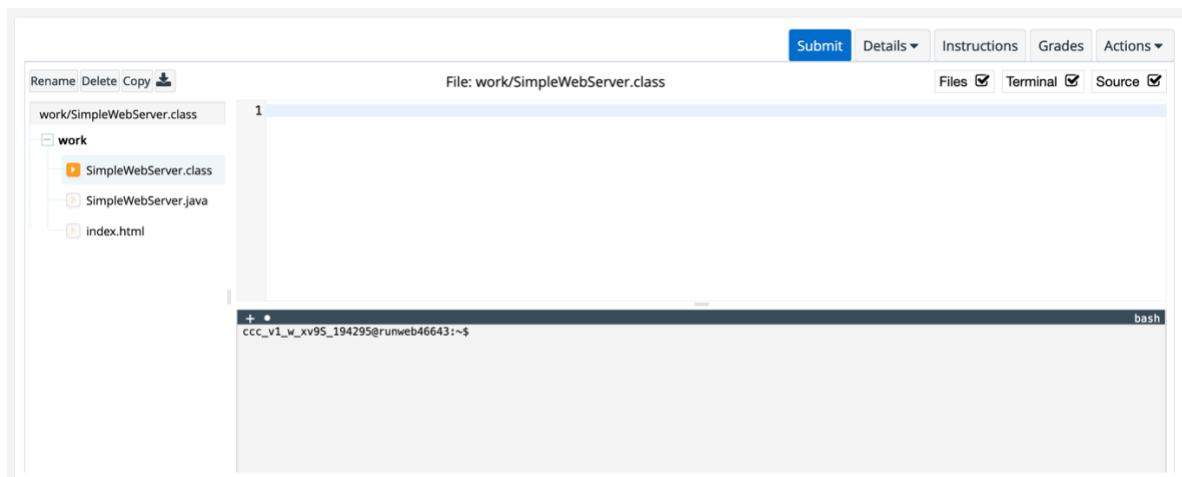 Submit Details Instructions Grades Actions
Rename Delete Copy File: work/SimpleWebServer.class Files Terminal Source
work/SimpleWebServer.class
1
work
SimpleWebServer.class
SimpleWebServer.java
index.html
+ bash
ccc_v1_w_xv9S_194295@runweb46643:~$